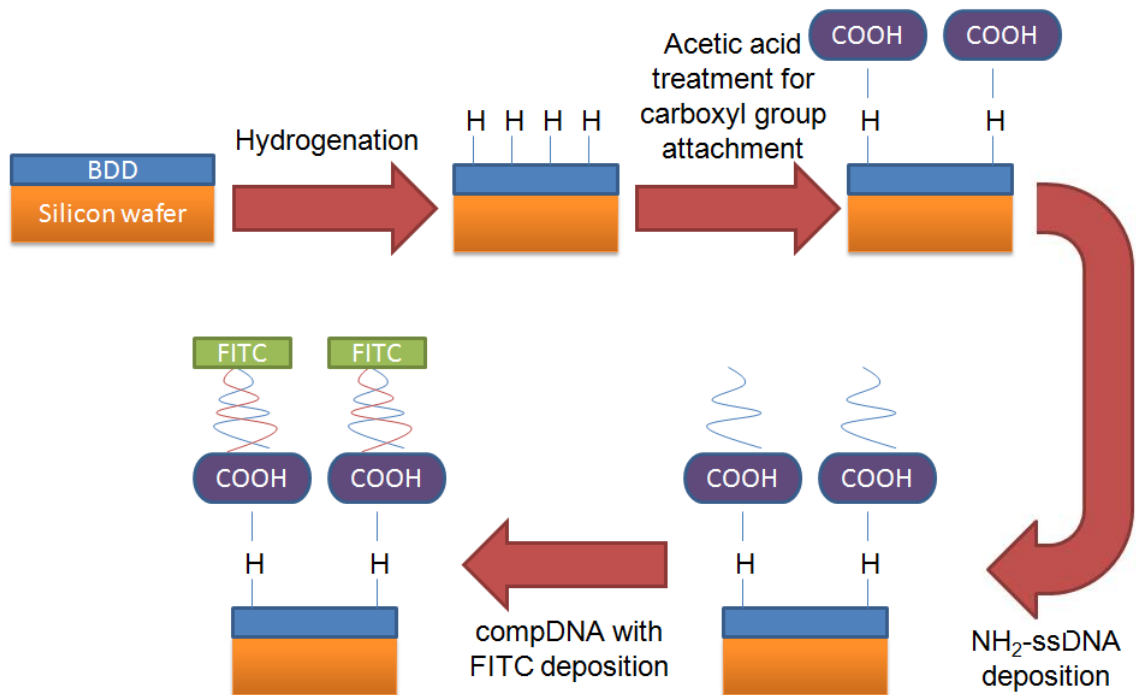 BDD
Silicon wafer
Hydrogenation
H H H H
Acetic acid
treatment for
carboxyl group
attachment
COOH COOH
H H
NH₂-ssDNA
deposition
COOH COOH
H H
compDNA with
FITC deposition
FITC FITC
COOH COOH
H H